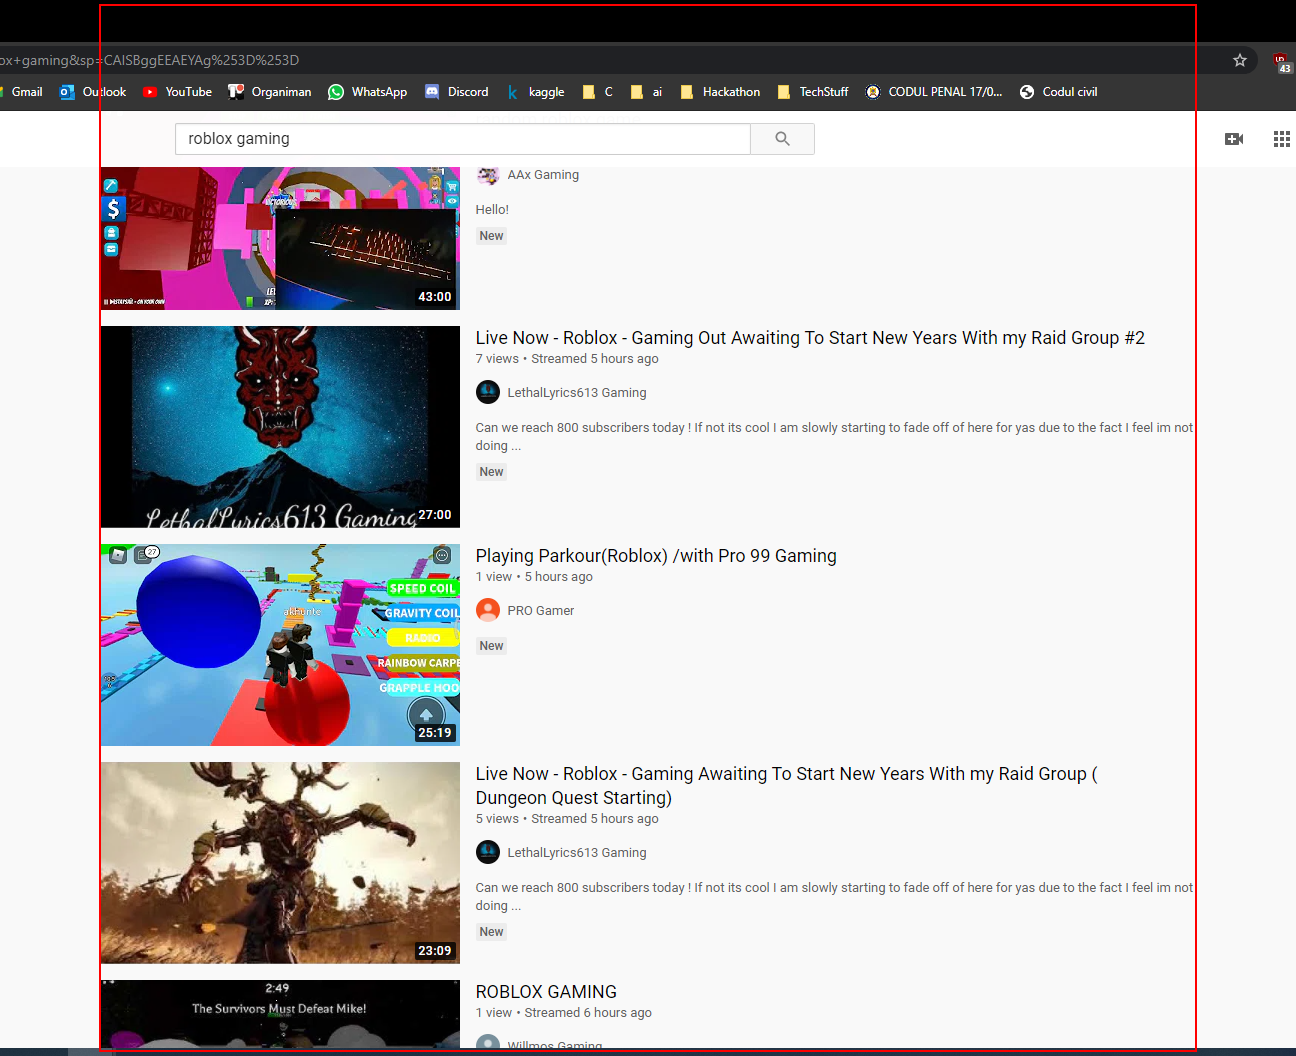 ox+gaming&sp=CAISBggEEAEYAg%253D%253D
43
Gmail Outlook YouTube Organiman WhatsApp Discord kaggle C ai Hackathon TechStuff CODUL PENAL 17/0... Codul civil
roblox gaming
AAx Gaming
Hello!
New
VICTORIOUS
43:00
Live Now - Roblox - Gaming Out Awaiting To Start New Years With my Raid Group #2
7 views • Streamed 5 hours ago
LethalLyrics613 Gaming
Can we reach 800 subscribers today ! If not its cool I am slowly starting to fade off of here for yas due to the fact I feel im not
doing ...
New
LethalLyrics613 Gaming
27:00
Playing Parkour(Roblox) /with Pro 99 Gaming
1 view • 5 hours ago
PRO Gamer
New
27
SPEED COIL
akhunte
GRAVITY COIL
RADIO
RAINBOW CARPE
GRAPPLE HOO
25:19
Live Now - Roblox - Gaming Awaiting To Start New Years With my Raid Group (
Dungeon Quest Starting)
5 views • Streamed 5 hours ago
LethalLyrics613 Gaming
Can we reach 800 subscribers today ! If not its cool I am slowly starting to fade off of here for yas due to the fact I feel im not
doing ...
New
23:09
ROBLOX GAMING
1 view • Streamed 6 hours ago
Willmos Gaming
2:49
The Survivors Must Defeat Mike!